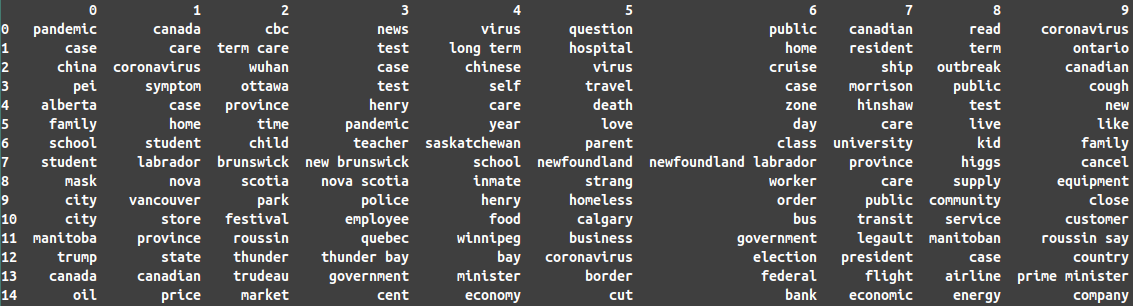 0 1 2 3 4 5 6 7 8 9
0 pandemic canada cbc news virus question public canadian read coronavirus
1 case care term care test long term hospital home resident term ontario
2 china coronavirus wuhan case chinese virus cruise ship outbreak canadian
3 pei symptom ottawa test self travel case morrison public cough
4 alberta case province henry care death zone hinshaw test new
5 family home time pandemic year love day care live like
6 school student child teacher saskatchewan parent class university kid family
7 student labrador brunswick new brunswick school newfoundland newfoundland labrador province higgs cancel
8 mask nova scotia nova scotia inmate strang worker care supply equipment
9 city vancouver park police henry homeless order public community close
10 city store festival employee food calgary bus transit service customer
11 manitoba province roussin quebec winnipeg business government legault manitoban roussin say
12 trump state thunder thunder bay bay coronavirus election president case country
13 canada canadian trudeau government minister border federal flight airline prime minister
14 oil price market cent economy cut bank economic energy company